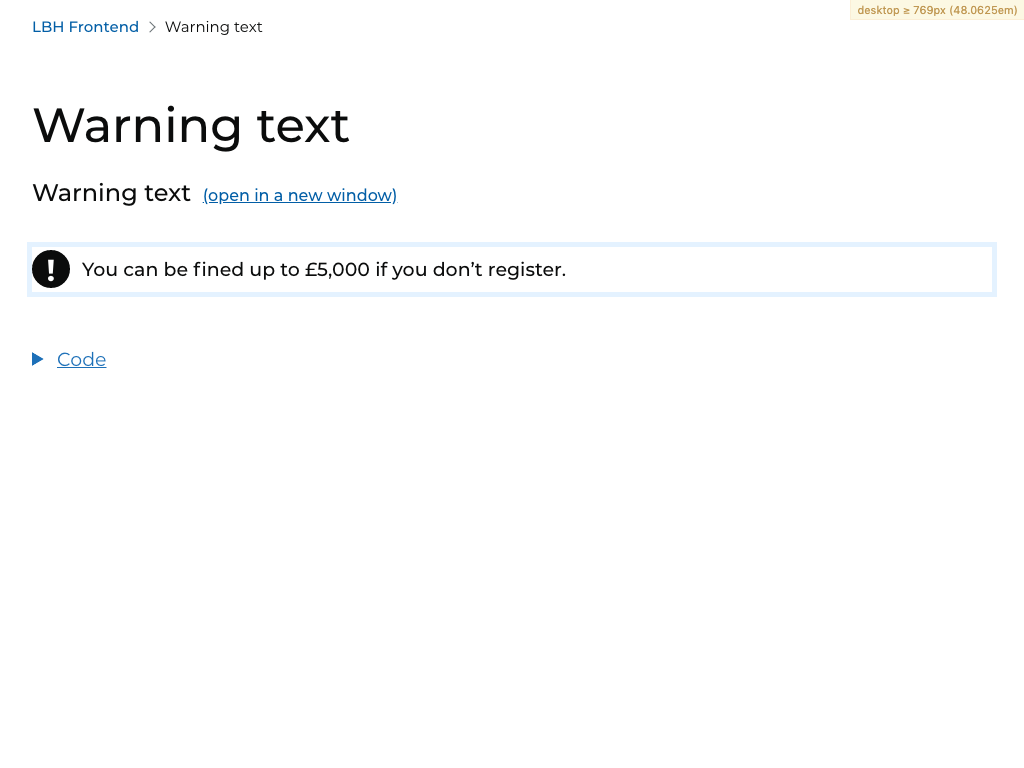 desktop ≥ 769px (48.0625em)
LBH Frontend > Warning text
Warning text
Warning text (open in a new window)
! You can be fined up to £5,000 if you don’t register.
Code